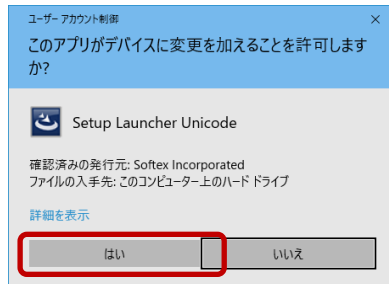 ユーザー アカウント制御
このアプリがデバイスに変更を加えることを許可します
か?
Setup Launcher Unicode
確認済みの発行元: Softex Incorporated
ファイルの入手先: このコンピューター上のハード ドライブ
詳細を表示
はい
いいえ